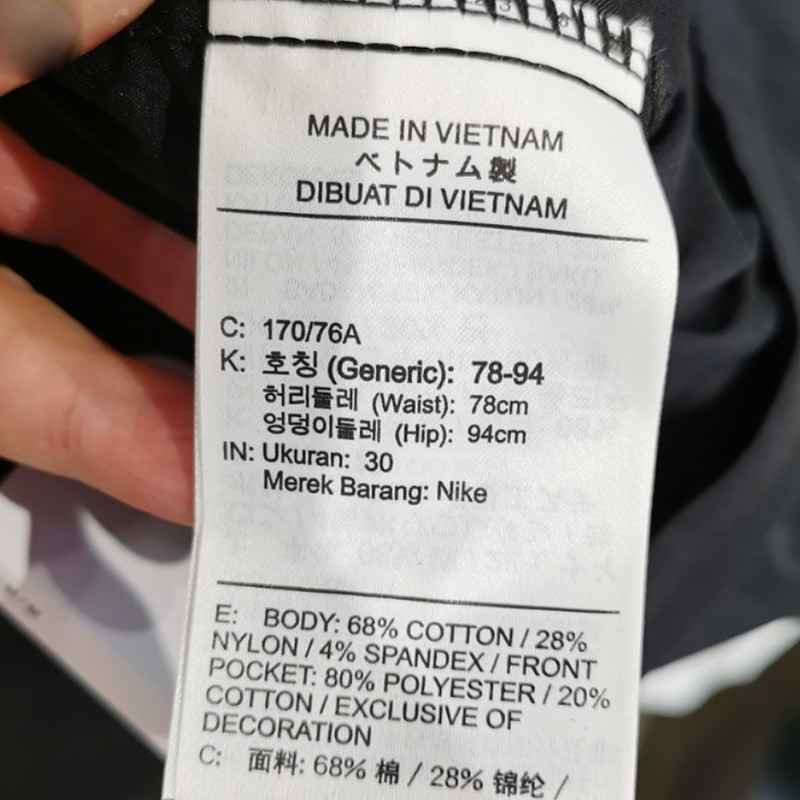 MADE IN VIETNAM
ベトナム製
DIBUAT DI VIETNAM
C: 170/76A
K: 호칭 (Generic): 78-94
허리둘레 (Waist): 78cm
엉덩이둘레 (Hip): 94cm
IN: Ukuran: 30
Merek Barang: Nike
E: BODY: 68% COTTON / 28%
NYLON / 4% SPANDEX / FRONT
POCKET: 80% POLYESTER / 20%
COTTON / EXCLUSIVE OF
DECORATION
C: 面料: 68% 棉 / 28% 锦纶 /